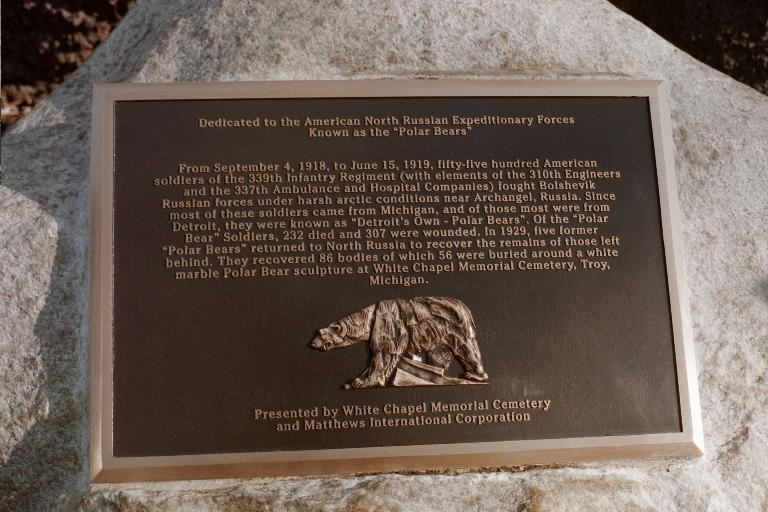 Dedicated to the American North Russian Expeditionary Forces
Known as the "Polar Bears"
From September 4, 1918, to June 15, 1919, fifty-five hundred American
soldiers of the 339th Infantry Regiment (with elements of the 310th Engineers
and the 337th Ambulance and Hospital Companies) fought Bolshevik
Russian forces under harsh arctic conditions near Archangel, Russia. Since
most of these soldiers came from Michigan, and of those most were from
Detroit, they were known as "Detroit's Own - Polar Bears". Of the "Polar
Bear" Soldiers, 232 died and 307 were wounded. In 1929, five former
"Polar Bears" returned to North Russia to recover the remains of those left
behind. They recovered 86 bodies of which 56 were buried around a white
marble Polar Bear sculpture at White Chapel Memorial Cemetery, Troy,
Michigan.
Presented by White Chapel Memorial Cemetery
and Matthews International Corporation